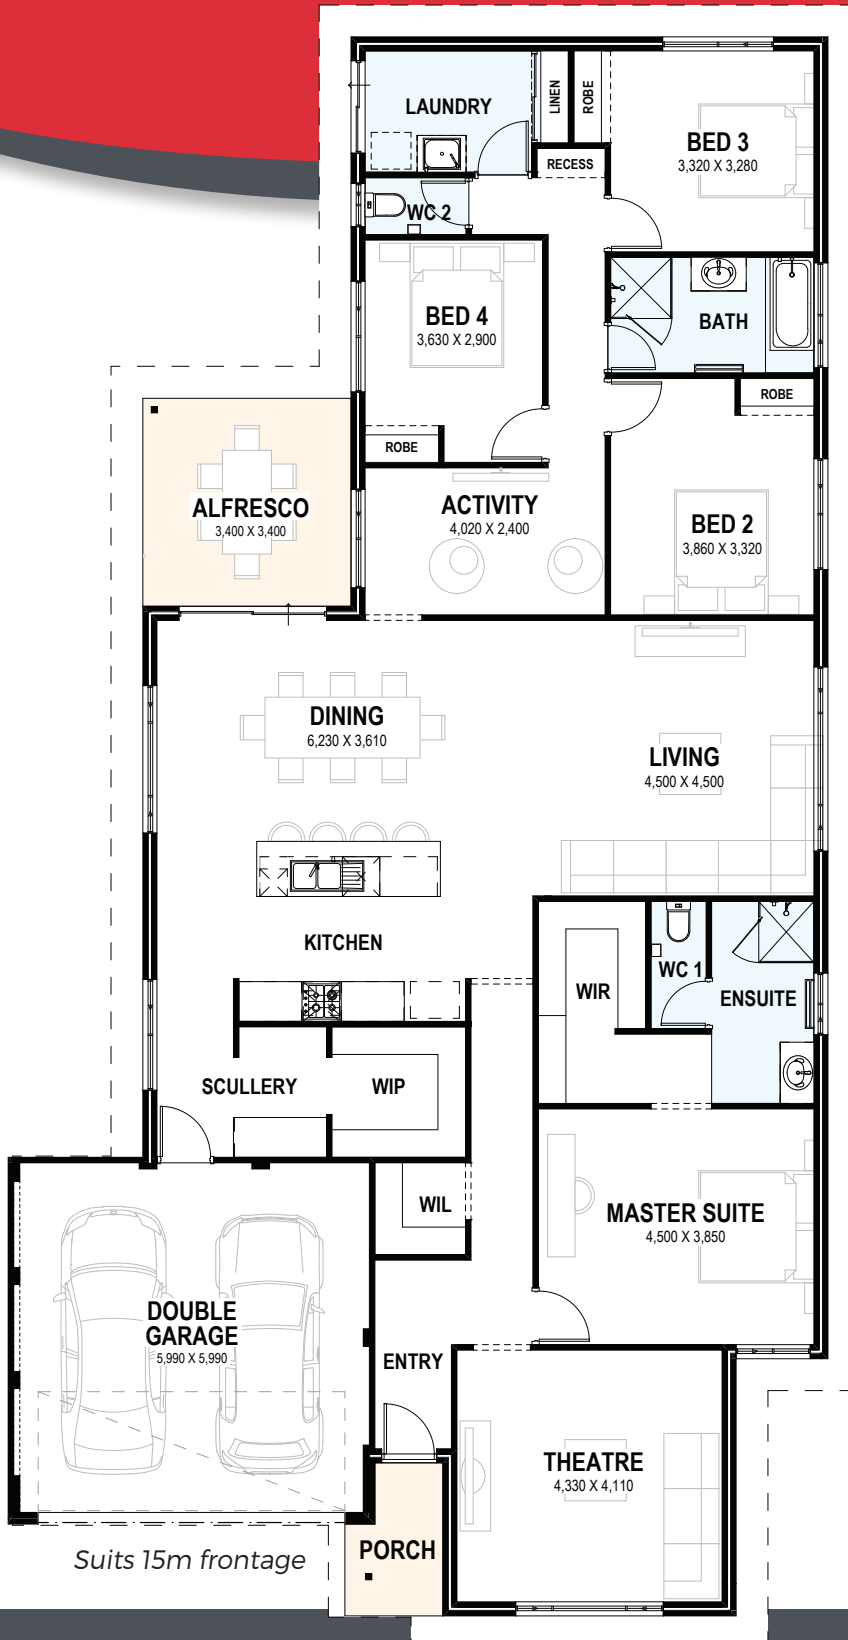 LAUNDRY
LINEN
ROBE
BED 3
3,320 X 3,280
RECESS
WC 2
BED 4
3,630 X 2,900
BATH
ROBE
ROBE
ALFRESCO
3,400 X 3,400
ACTIVITY
4,020 X 2,400
BED 2
3,860 X 3,320
DINING
6,230 X 3,610
LIVING
4,500 X 4,500
KITCHEN
WIR
WC 1
ENSUITE
SCULLERY
WIP
WIL
MASTER SUITE
4,500 X 3,850
DOUBLE
GARAGE
5,990 X 5,990
ENTRY
THEATRE
4,330 X 4,110
PORCH
Suits 15m frontage